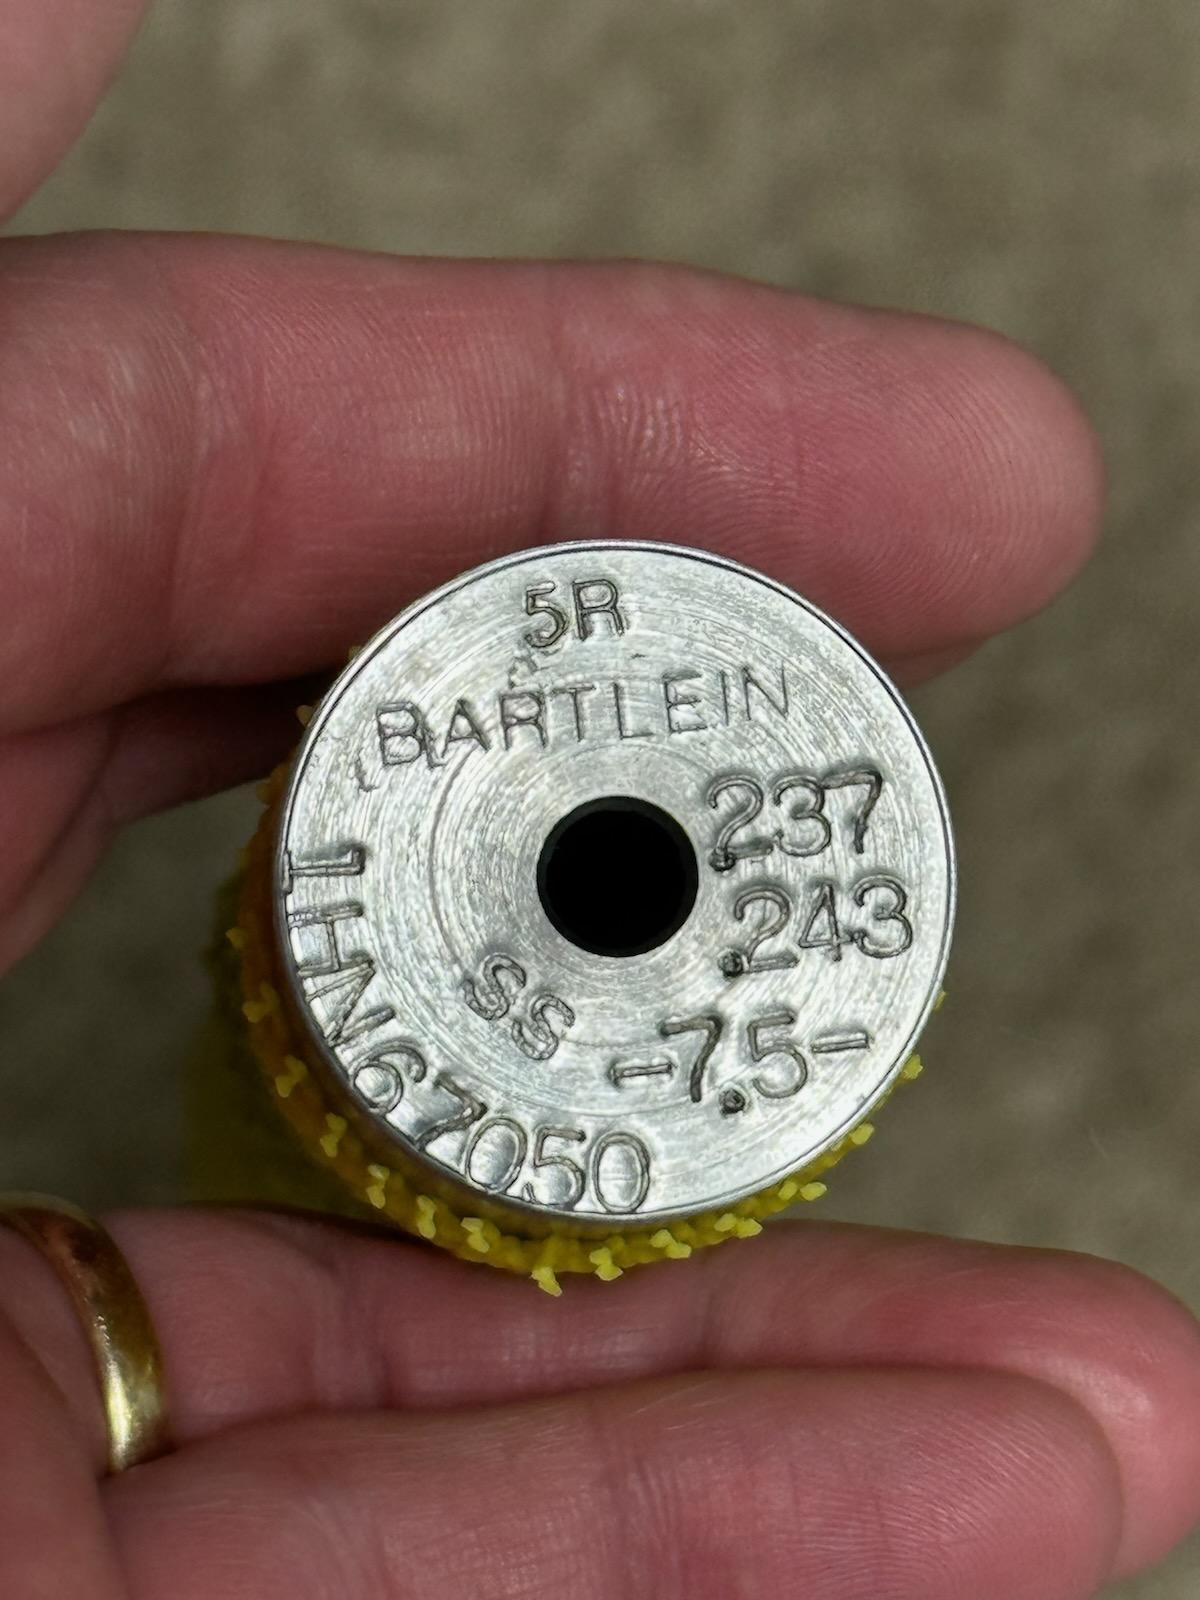 5R
BARTLEIN
.237
.243
-7.5-
SS
1HN67050